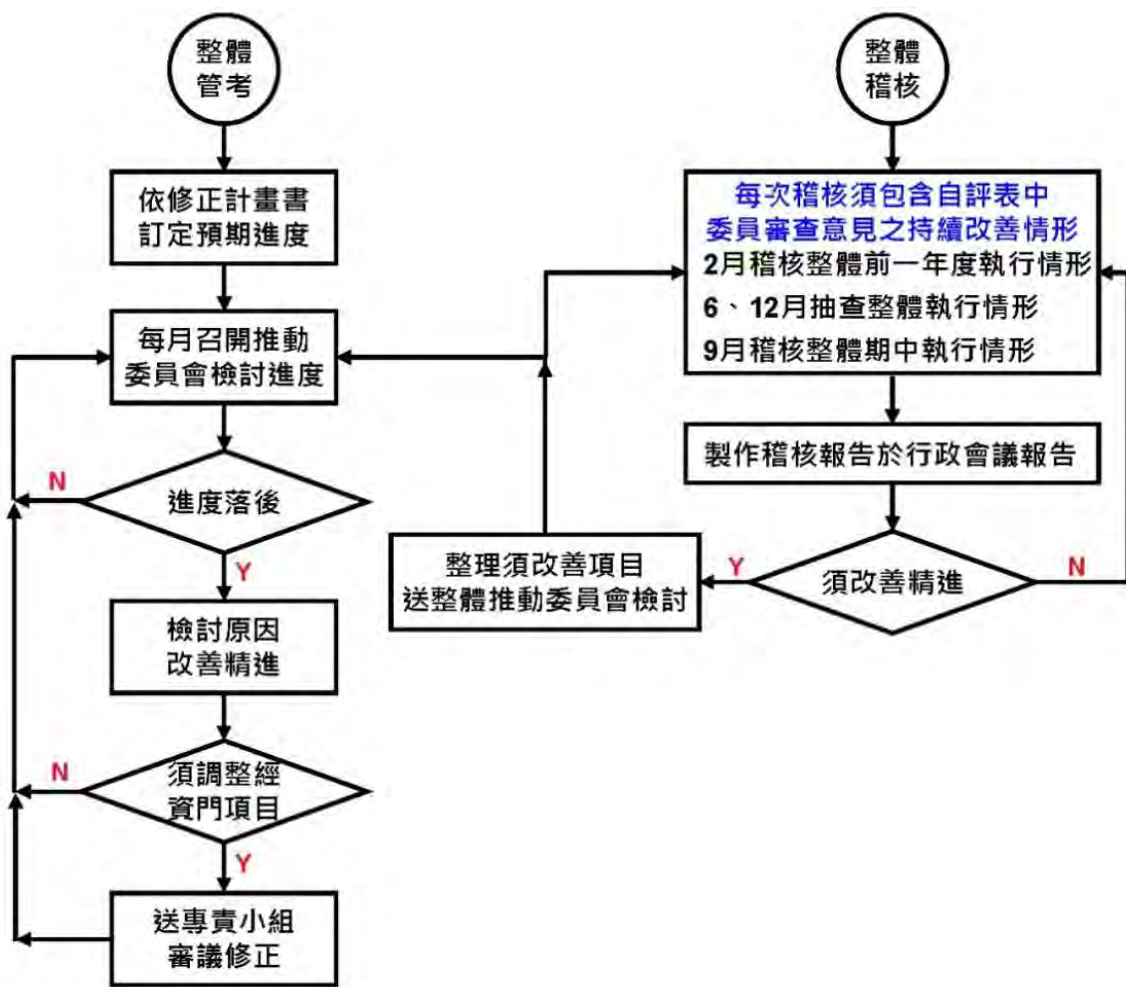 整體
管考
依修正計畫書
訂定預期進度
每月召開推動
委員會檢討進度
N
進度落後
Y
檢討原因
改善精進
N
須調整經
資門項目
Y
送專責小組
審議修正
整體
稽核
每次稽核須包含自評表中
委員審查意見之持續改善情形
2月稽核整體前一年度執行情形
6、12月抽查整體執行情形
9月稽核整體期中執行情形
製作稽核報告於行政會議報告
整理須改善項目
送整體推動委員會檢討
Y
須改善精進
N